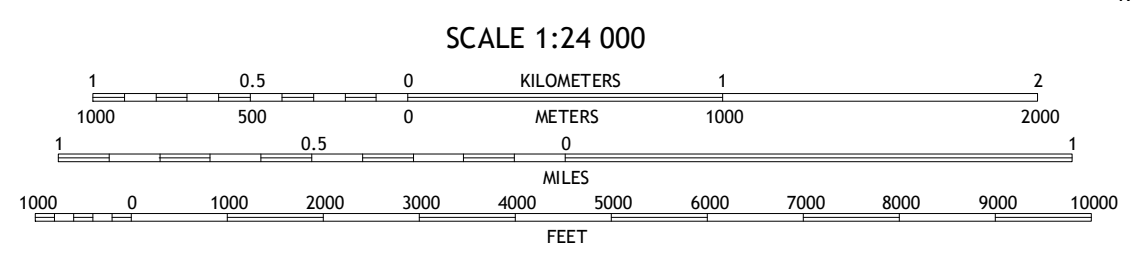 SCALE 1:24 000
1 0.5 0 KILOMETERS 1 2
1000 500 0 METERS 1000 2000
1 0.5 0 1
MILES
1000 0 1000 2000 3000 4000 5000 6000 7000 8000 9000 10000
FEET